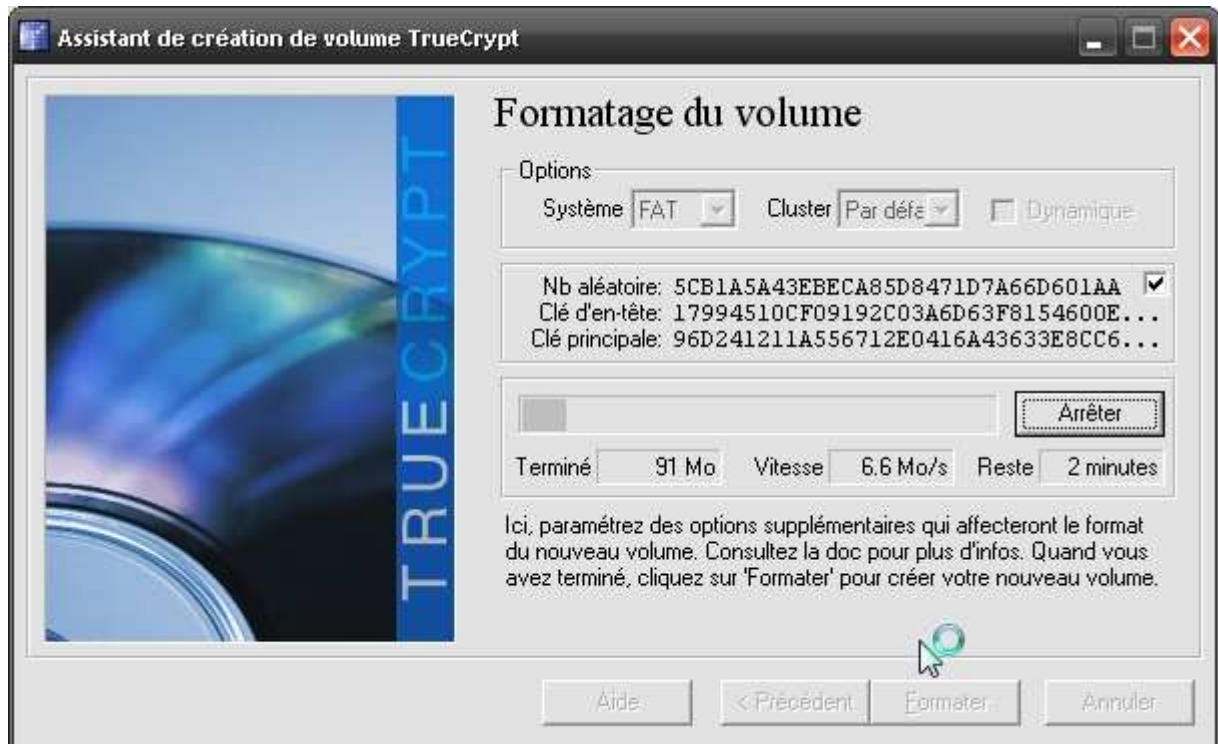 Assistant de création de volume TrueCrypt
TRUECRYPT
Formatage du volume
Options
Système FAT Cluster Par défa Dynamique
Nb aléatoire: 5CB1A5A43EBECA85D8471D7A66D601AA
Clé d'en-tête: 17994510CF09192C03A6D63F8154600E...
Clé principale: 96D241211A556712E0416A43633E8CC6...
Arrêter
Terminé 91 Mo Vitesse 6.6 Mo/s Reste 2 minutes
Ici, paramétrez des options supplémentaires qui affecteront le format
du nouveau volume. Consultez la doc pour plus d'infos. Quand vous
avez terminé, cliquez sur 'Formater' pour créer votre nouveau volume.
Aide < Précédent Formater Annuler